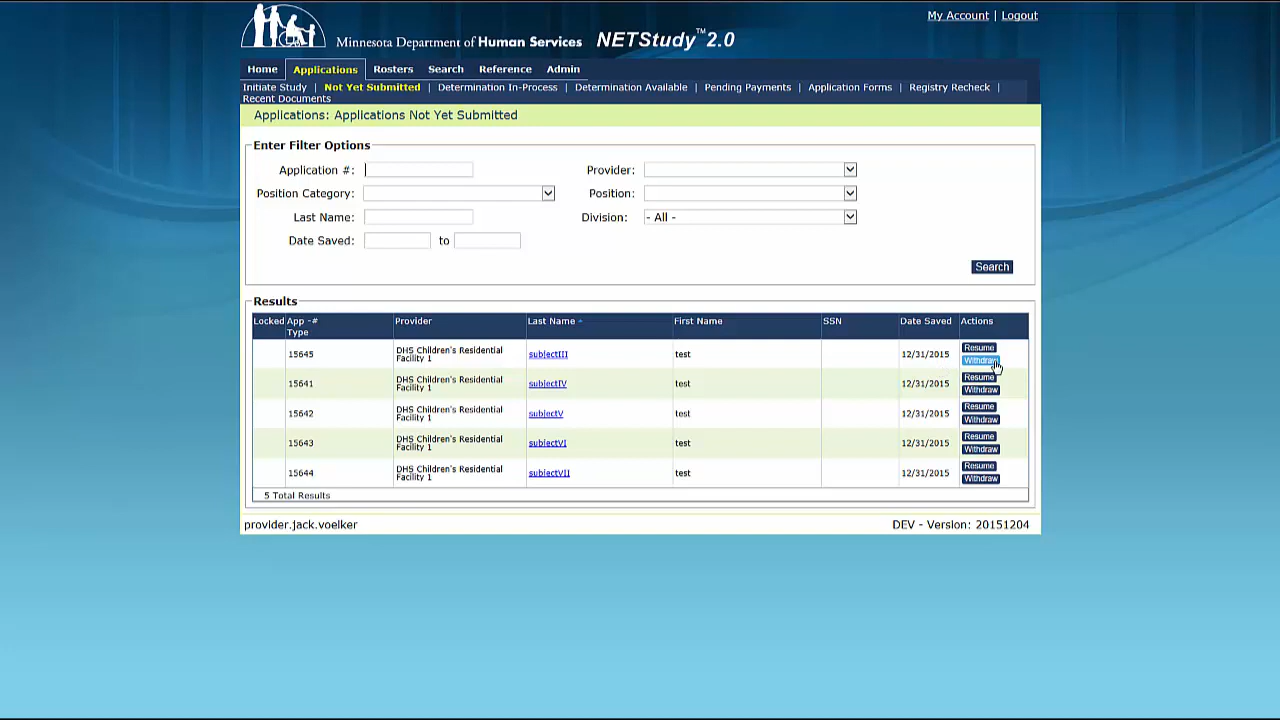 My Account | Logout
Minnesota Department of Human Services NETStudy™ 2.0
Home Applications Rosters Search Reference Admin
Initiate Study | Not Yet Submitted | Determination In-Process | Determination Available | Pending Payments | Application Forms | Registry Recheck |
Recent Documents
Applications: Applications Not Yet Submitted
Enter Filter Options
Application #: Provider:
Position Category: Position:
Last Name: Division: - All -
Date Saved: to
Search
Results
Locked App -# Type Provider Last Name First Name SSN Date Saved Actions
15645 DHS Children's Residential Facility 1 subjectIII test 12/31/2015 Resume Withdraw
15641 DHS Children's Residential Facility 1 subjectIV test 12/31/2015 Resume Withdraw
15642 DHS Children's Residential Facility 1 subjectV test 12/31/2015 Resume Withdraw
15643 DHS Children's Residential Facility 1 subjectVI test 12/31/2015 Resume Withdraw
15644 DHS Children's Residential Facility 1 subjectVII test 12/31/2015 Resume Withdraw
5 Total Results
provider.jack.voelker DEV - Version: 20151204